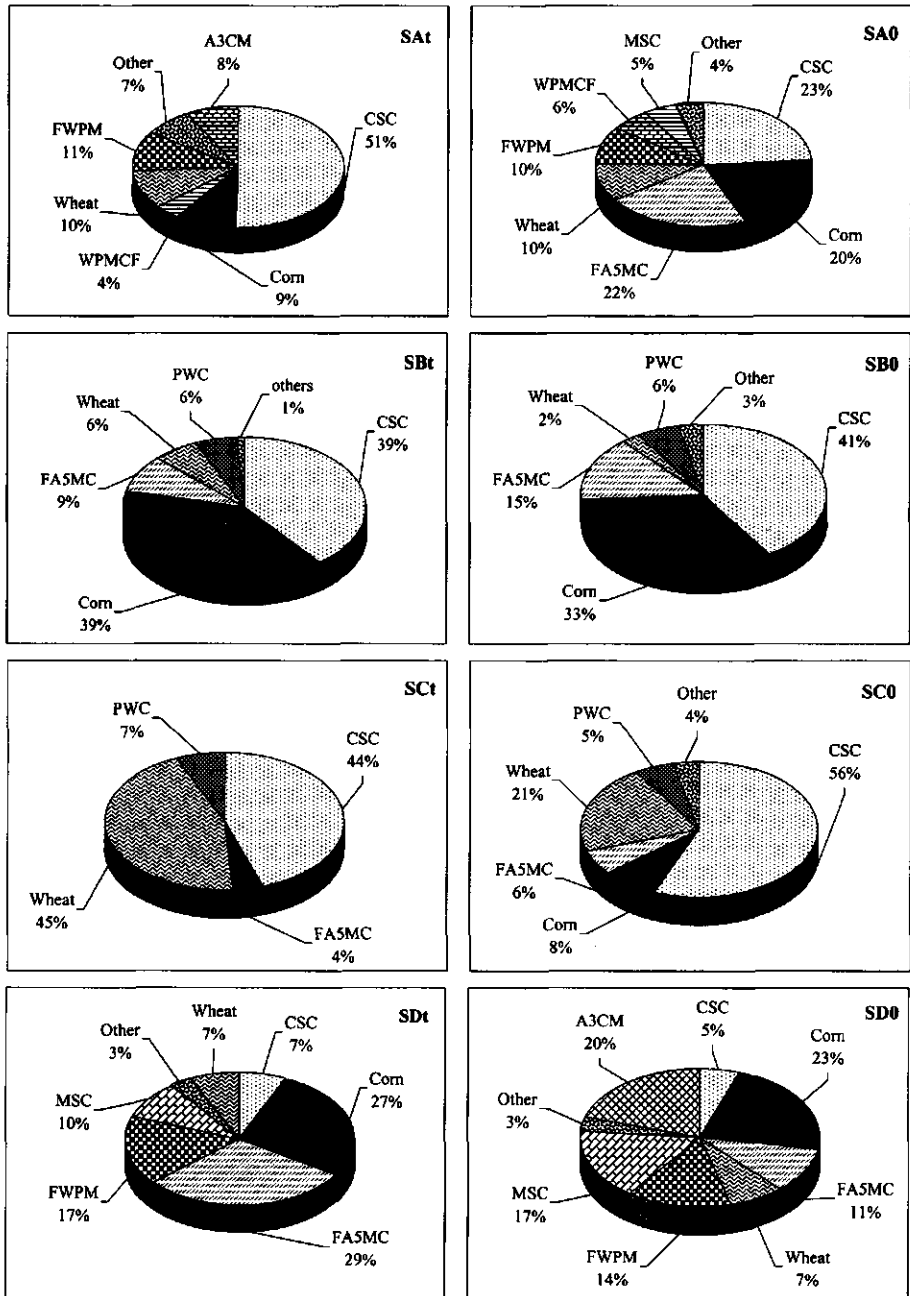 SAt
A3CM
8%
Other
7%
CSC
51%
FWPM
11%
Wheat
10%
WPMCF
4%
Corn
9%
SA0
MSC
5%
Other
4%
CSC
23%
WPMCF
6%
FWPM
10%
Wheat
10%
FA5MC
22%
Corn
20%
SBt
PWC
6%
others
1%
Wheat
6%
CSC
39%
FA5MC
9%
Corn
39%
SB0
PWC
6%
Other
3%
Wheat
2%
CSC
41%
FA5MC
15%
Corn
33%
SCt
PWC
7%
CSC
44%
Wheat
45%
FA5MC
4%
SC0
Other
4%
PWC
5%
CSC
56%
Wheat
21%
FA5MC
6%
Corn
8%
SDt
Wheat
7%
CSC
7%
Other
3%
Corn
27%
MSC
10%
FWPM
17%
FA5MC
29%
SD0
A3CM
20%
CSC
5%
Corn
23%
Other
3%
MSC
17%
FA5MC
11%
FWPM
14%
Wheat
7%